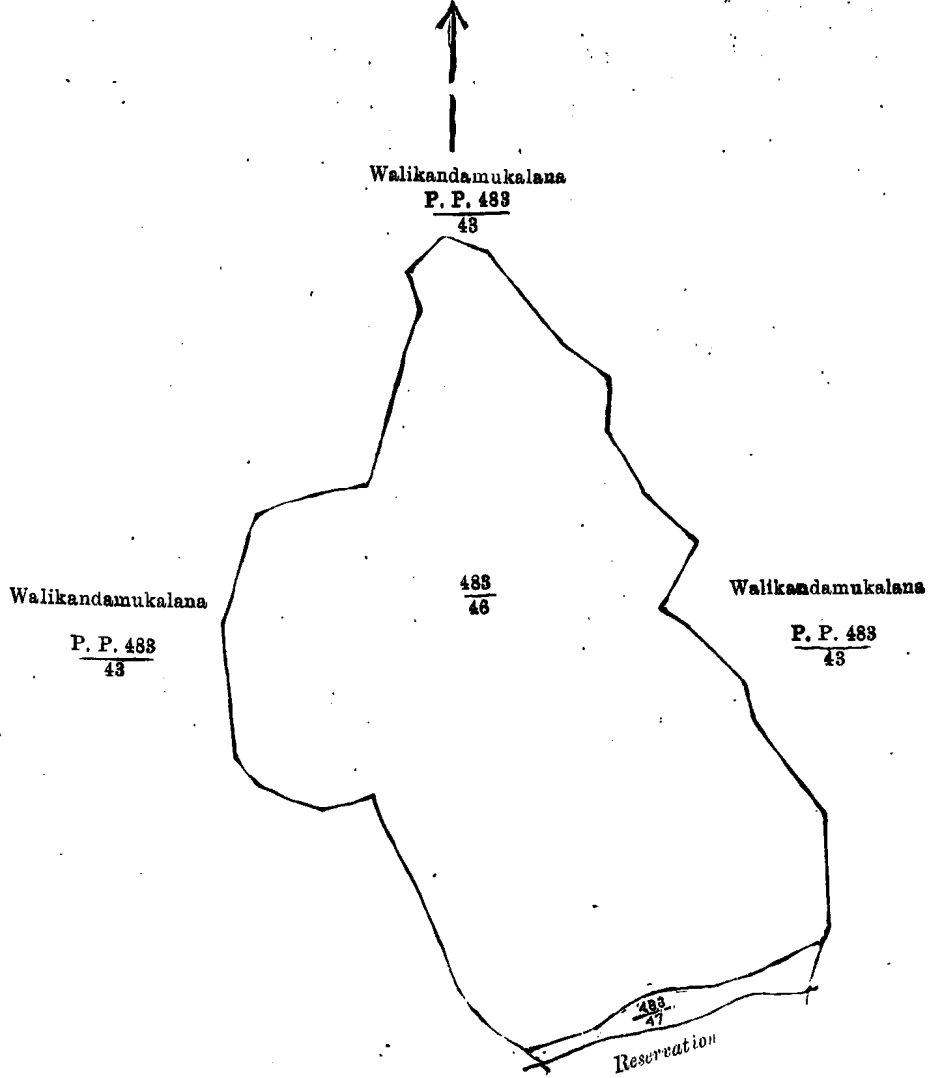 Walikandamukalana
P. P. 483
43
483
46
Walikandamukalana
P. P. 483
43
Walikandamukalana
P. P. 483
43
483
47
Reservation